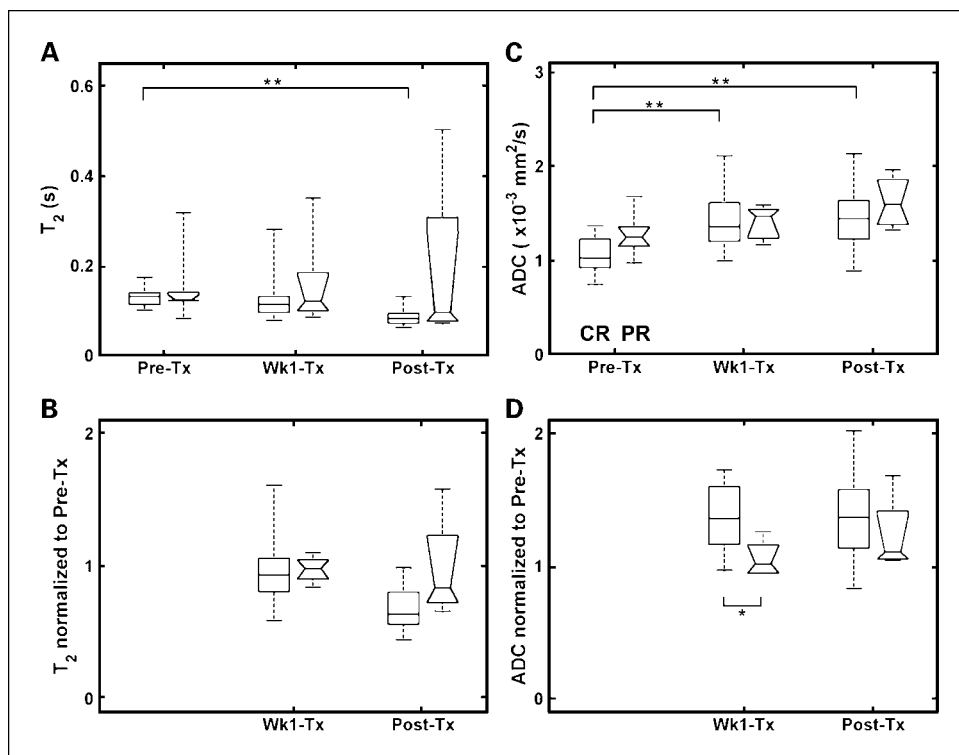 A
T2 (s)
0.6
**
0.4
0.2
0
Pre-Tx Wk1-Tx Post-Tx
C
ADC ( x10-3 mm2/s)
3
**
**
2
1
CR PR
0
Pre-Tx Wk1-Tx Post-Tx
B
T2 normalized to Pre-Tx
2
1
0
Wk1-Tx Post-Tx
D
ADC normalized to Pre-Tx
2
1
*
0
Wk1-Tx Post-Tx